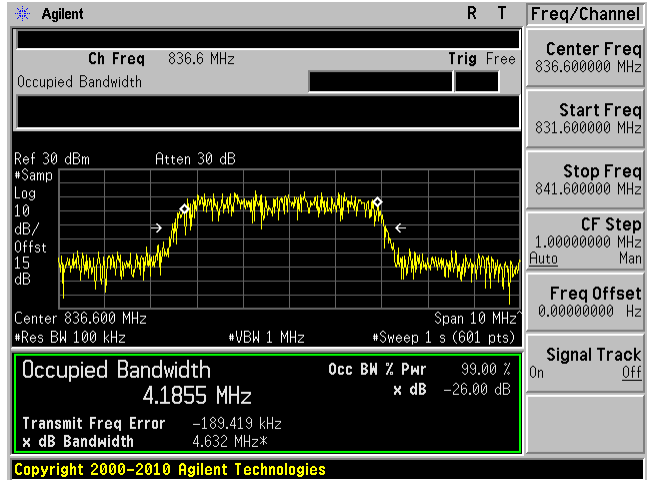 Agilent R T Freq/Channel
Ch Freq 836.6 MHz Trig Free
Occupied Bandwidth
Center Freq
836.600000 MHz
Start Freq
831.600000 MHz
Stop Freq
841.600000 MHz
CF Step
1.00000000 MHz
Auto Man
Freq Offset
0.00000000 Hz
Signal Track
On Off
Ref 30 dBm Atten 30 dB
#Samp
Log
10
dB/
Offst
15
dB
Center 836.600 MHz Span 10 MHz^
#Res BW 100 kHz #VBW 1 MHz #Sweep 1 s (601 pts)
Occupied Bandwidth Occ BW % Pwr 99.00 %
4.1855 MHz x dB -26.00 dB
Transmit Freq Error -189.419 kHz
x dB Bandwidth 4.632 MHz*
Copyright 2000-2010 Agilent Technologies